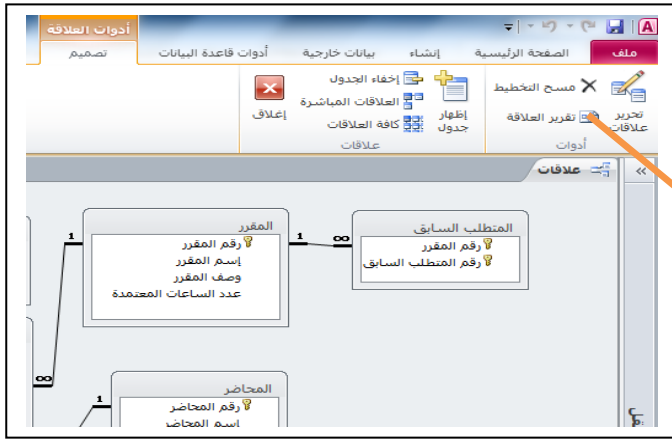 أدوات العلاقة
ملف
الصفحة الرئيسية
إنشاء
بيانات خارجية
أدوات قاعدة البيانات
تصميم
تحرير علاقات
مسح التخطيط
تقرير العلاقة
أدوات
إظهار جدول
إخفاء الجدول
العلاقات المباشرة
كافة العلاقات
علاقات
إغلاق
علاقات
المتطلب السابق
رقم المقرر
رقم المتطلب السابق
∞
1
المقرر
رقم المقرر
إسم المقرر
وصف المقرر
عدد الساعات المعتمدة
1
∞
المحاضر
رقم المحاضر
إسم المحاضر
1